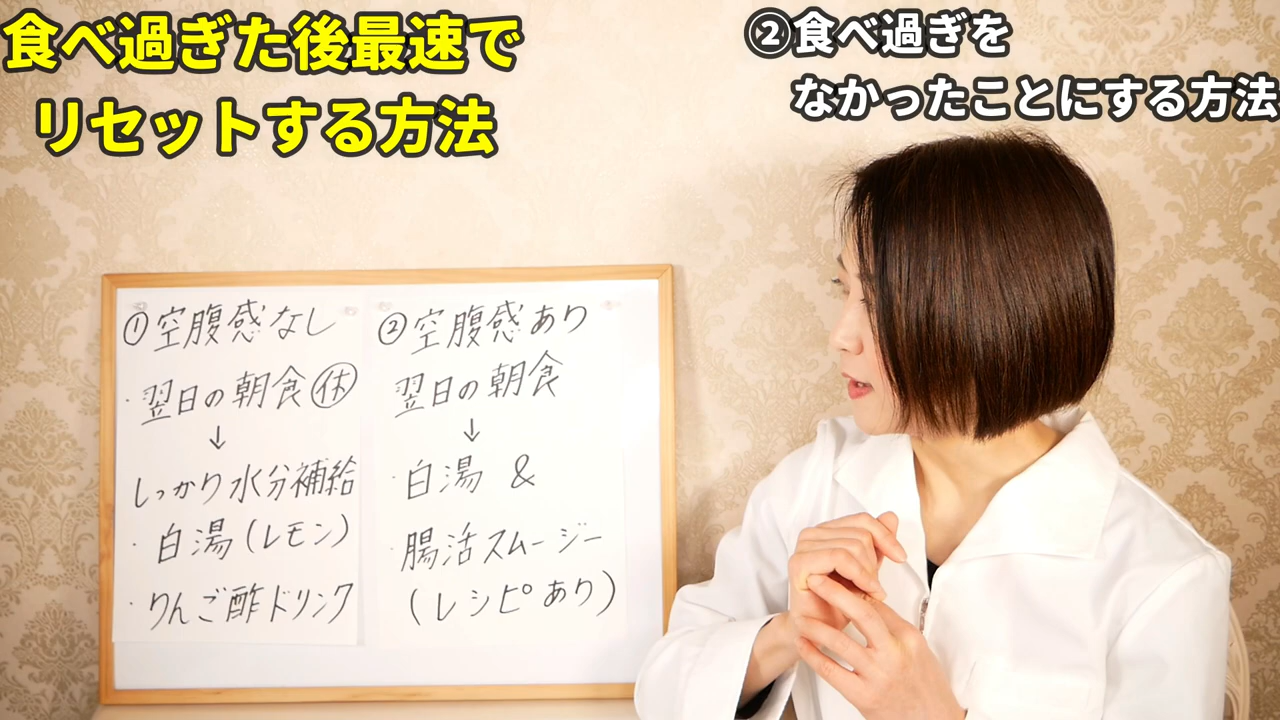 食べ過ぎた後最速で
リセットする方法
②食べ過ぎを
なかったことにする方法
①空腹感なし
・翌日の朝食㊡
↓
しっかり水分補給
・白湯(レモン)
・りんご酢ドリンク
②空腹感あり
翌日の朝食
↓
・白湯 &
・腸活スムージー
(レシピあり)